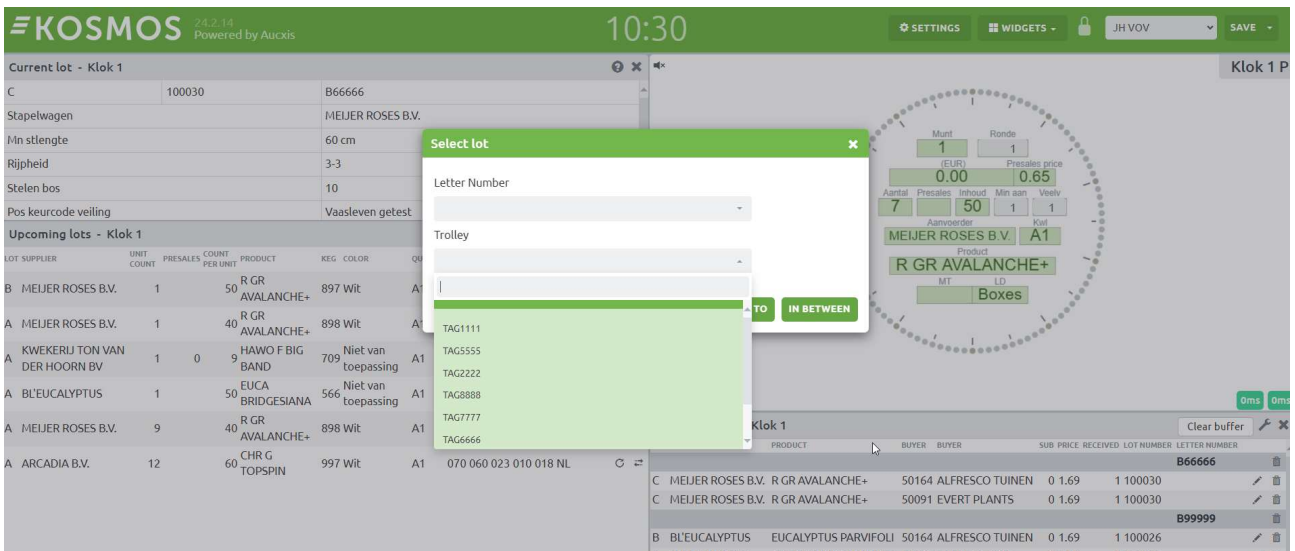 KOSMOS 24.2.14
Powered by Aucxis
10:30
SETTINGS
WIDGETS
JH VOV
SAVE
Current lot - Klok 1
C 100030 B66666
Stapelwagen MEIJER ROSES B.V.
Mn stlengte 60 cm
Rijpheid 3-3
Stelen bos 10
Pos keurcode veiling Vaasleven getest
Upcoming lots - Klok 1
LOT SUPPLIER UNIT COUNT PRESALES COUNT PER UNIT PRODUCT KEG COLOR QU
B MEIJER ROSES B.V. 1 50 R GR AVALANCHE+ 897 Wit A1
A MEIJER ROSES B.V. 1 40 R GR AVALANCHE+ 898 Wit A1
A KWEKERIJ TON VAN DER HOORN BV 1 0 9 HAWO F BIG BAND 709 Niet van toepassing A1
A BL'EUCALYPTUS 1 50 EUCA BRIDGESIANA 566 Niet van toepassing A1
A MEIJER ROSES B.V. 9 40 R GR AVALANCHE+ 898 Wit A1
A ARCADIA B.V. 12 60 CHR G TOPSPIN 997 Wit A1 070 060 023 010 018 NL
Select lot
Letter Number
Trolley
TAG1111
TAG5555
TAG2222
TAG8888
TAG7777
TAG6666
TO
IN BETWEEN
Klok 1 P
Munt Ronde
1 1
(EUR) Presales price
0.00 0.65
Aantal Presales Inhoud Min aan Veelv
7 50 1 1
Aanvoerder Kwl
MEIJER ROSES B.V. A1
Product
R GR AVALANCHE+
MT LD
Boxes
0ms 0ms
Klok 1
Clear buffer
PRODUCT BUYER BUYER SUB PRICE RECEIVED LOT NUMBER LETTER NUMBER
B66666
C MEIJER ROSES B.V. R GR AVALANCHE+ 50164 ALFRESCO TUINEN 0 1.69 1 100030
C MEIJER ROSES B.V. R GR AVALANCHE+ 50091 EVERT PLANTS 0 1.69 1 100030
B99999
B BL'EUCALYPTUS EUCALYPTUS PARVIFOLI 50164 ALFRESCO TUINEN 0 1.69 1 100026